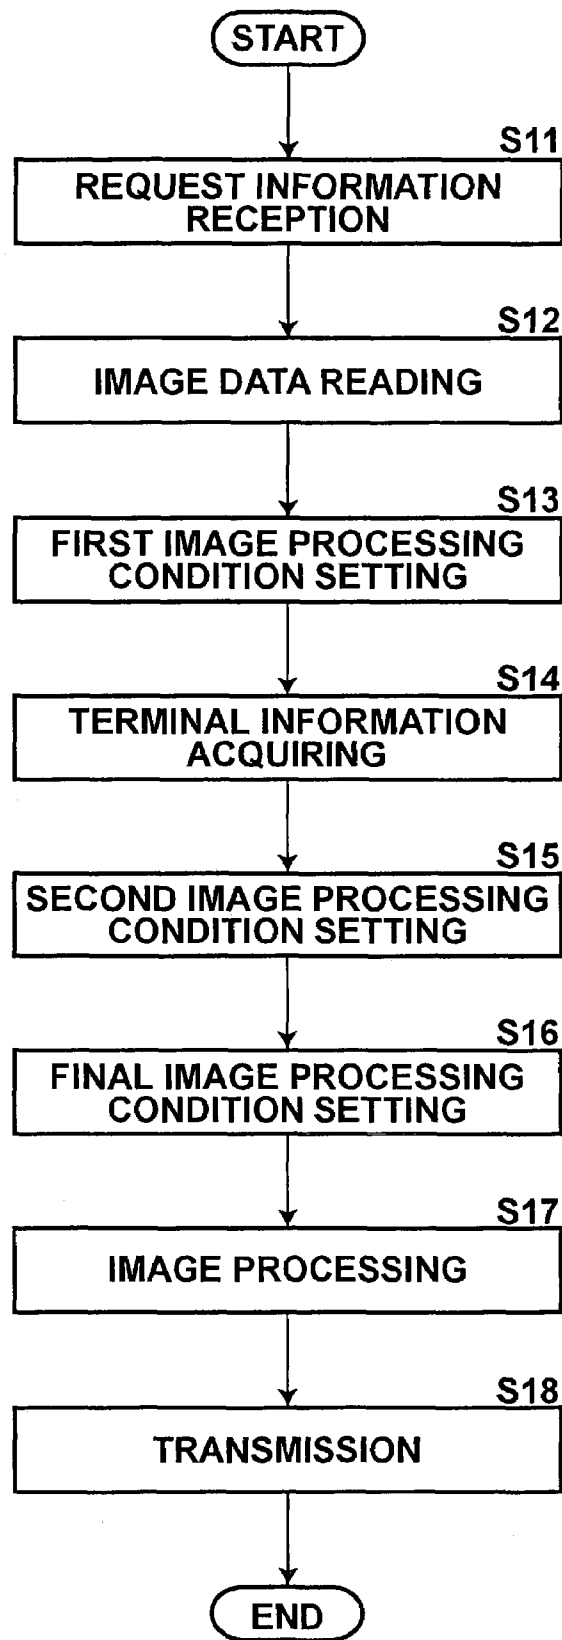 START
S11
REQUEST INFORMATION
RECEPTION
S12
IMAGE DATA READING
S13
FIRST IMAGE PROCESSING
CONDITION SETTING
S14
TERMINAL INFORMATION
ACQUIRING
S15
SECOND IMAGE PROCESSING
CONDITION SETTING
S16
FINAL IMAGE PROCESSING
CONDITION SETTING
S17
IMAGE PROCESSING
S18
TRANSMISSION
END